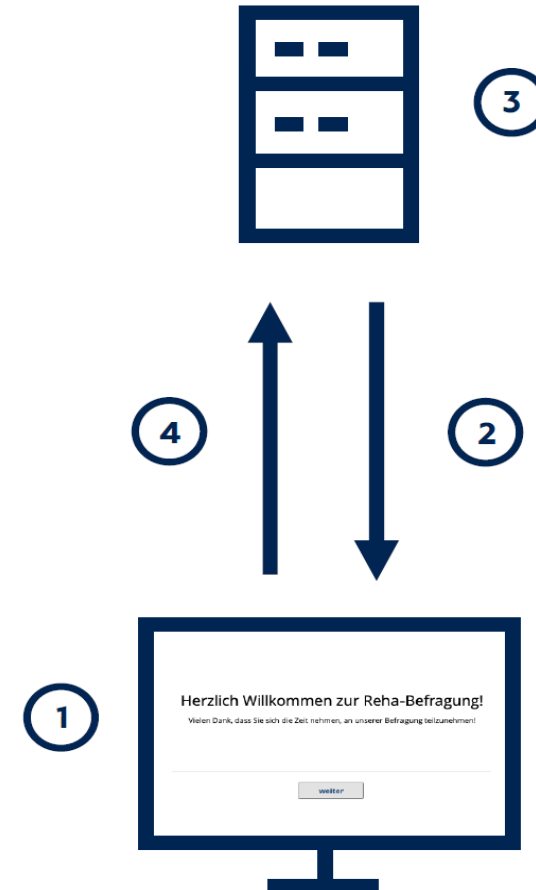 3
4
2
1
Herzlich Willkommen zur Reha-Befragung!
Vielen Dank, dass Sie sich die Zeit nehmen, an unserer Befragung teilzunehmen!
weiter